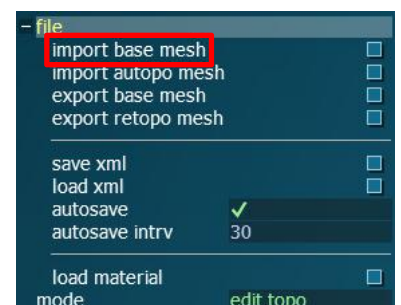 file
import base mesh
import autopo mesh
export base mesh
export retopo mesh
save xml
load xml
autosave ✓
autosave intrv 30
load material
mode edit topo